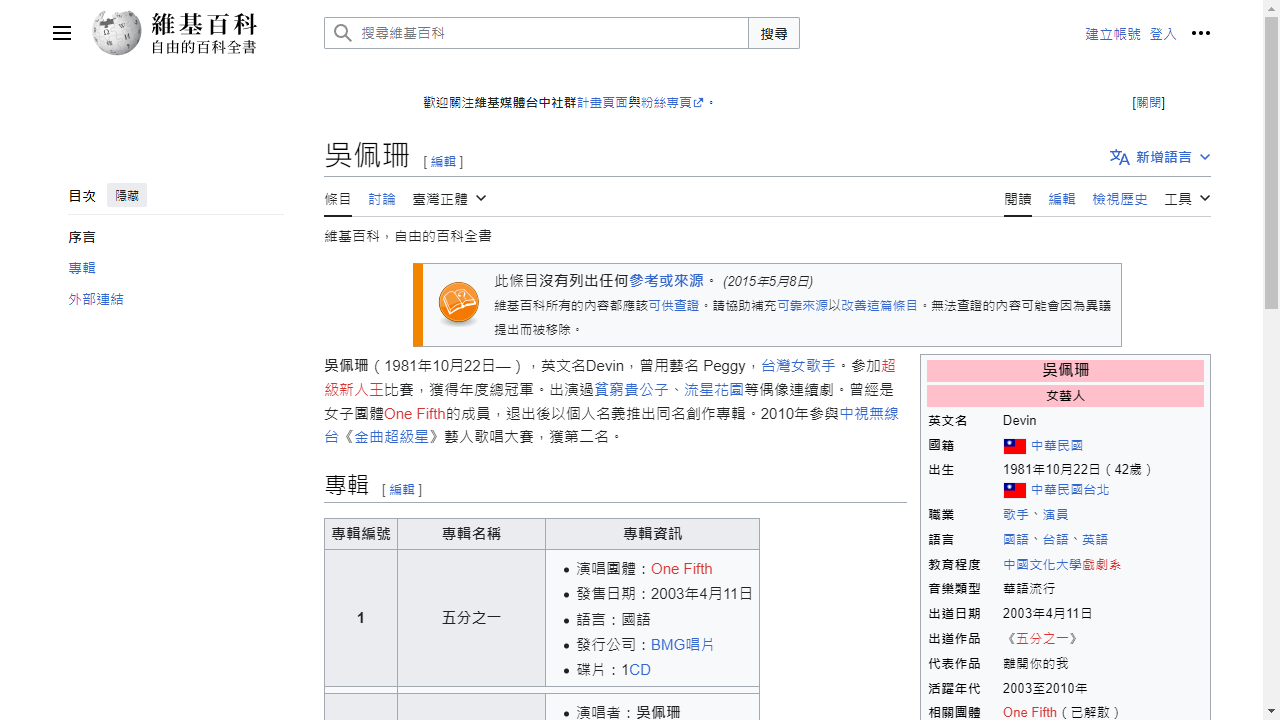 維基百科
自由的百科全書
搜尋維基百科
搜尋
建立帳號 登入
歡迎關注維基媒體台中社群計畫頁面與粉絲專頁。
[關閉]
吳佩珊 [ 編輯 ]
新增語言
目次 隱藏
序言
專輯
外部連結
條目 討論 臺灣正體
閱讀 編輯 檢視歷史 工具
維基百科，自由的百科全書
此條目沒有列出任何參考或來源。 (2015年5月8日)
維基百科所有的內容都應該可供查證。請協助補充可靠來源以改善這篇條目。無法查證的內容可能會因為異議
提出而被移除。
吳佩珊（1981年10月22日—），英文名Devin，曾用藝名 Peggy，台灣女歌手。參加超
級新人王比賽，獲得年度總冠軍。出演過貧窮貴公子、流星花園等偶像連續劇。曾經是
女子團體One Fifth的成員，退出後以個人名義推出同名創作專輯。2010年參與中視無線
台《金曲超級星》藝人歌唱大賽，獲第二名。
吳佩珊
女藝人
英文名 Devin
國籍 中華民國
出生 1981年10月22日（42歲）
中華民國台北
職業 歌手、演員
語言 國語、台語、英語
教育程度 中國文化大學戲劇系
音樂類型 華語流行
出道日期 2003年4月11日
出道作品 《五分之一》
代表作品 離開你的我
活躍年代 2003至2010年
相關團體 One Fifth（已解散）
專輯 [ 編輯 ]
專輯編號 專輯名稱 專輯資訊
1 五分之一
• 演唱團體：One Fifth
• 發售日期：2003年4月11日
• 語言：國語
• 發行公司：BMG唱片
• 碟片：1CD
• 演唱者：吳佩珊